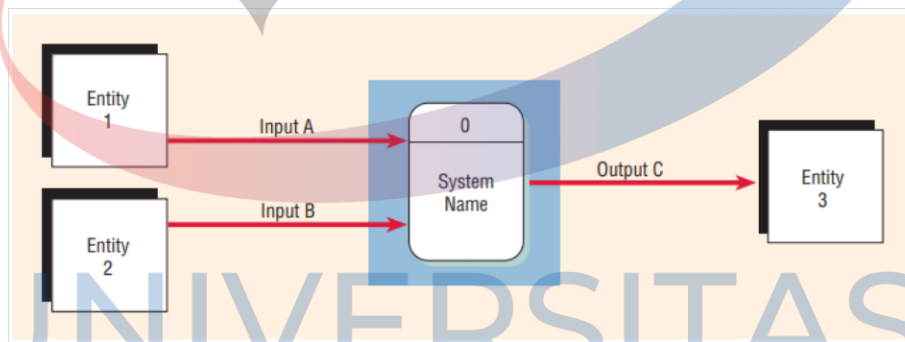 Entity
1
Input A
0
System
Name
Output C
Entity
3
Input B
Entity
2
UNIVERSITAS